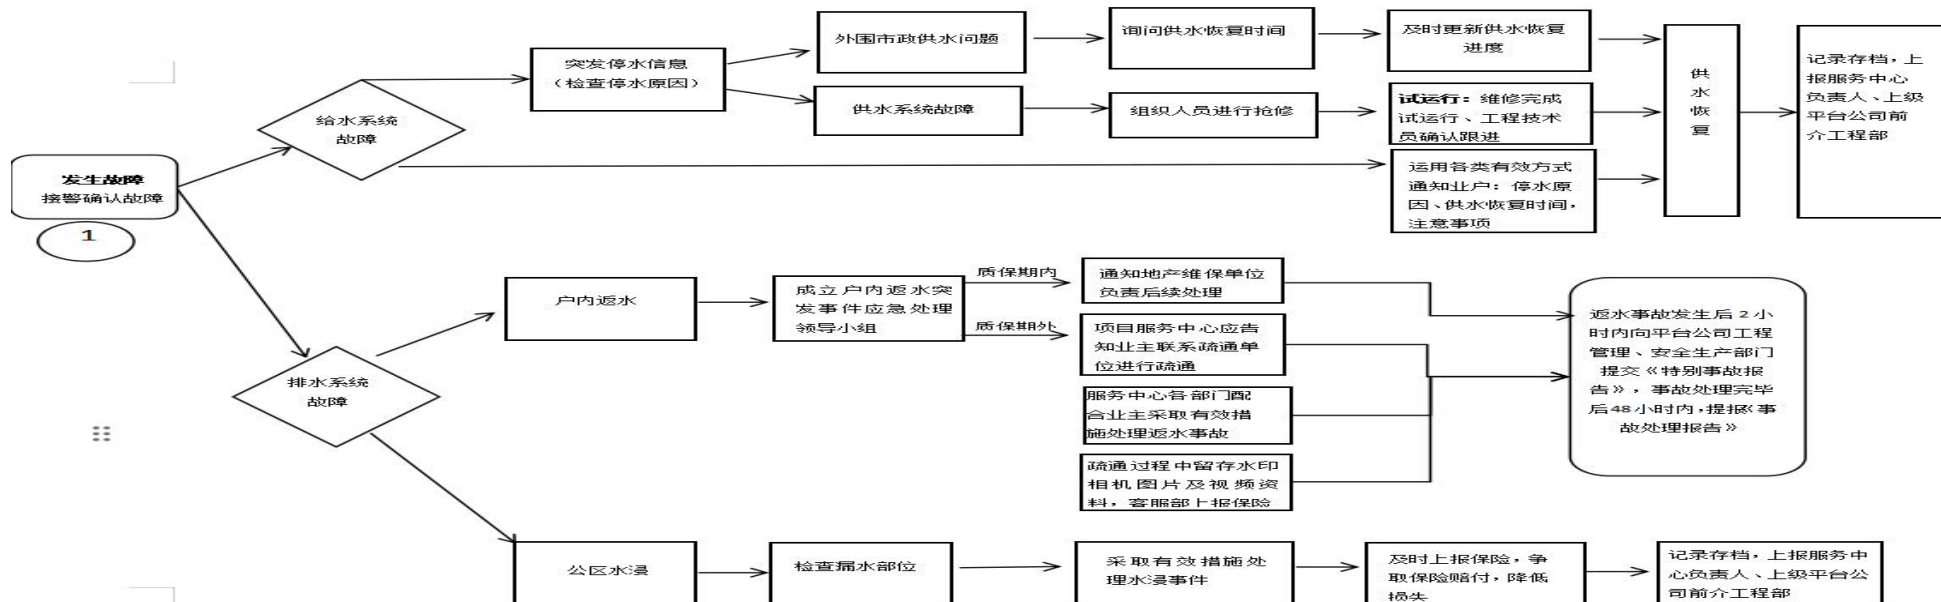 发生故障
接警确认故障
1
给水系统
故障
突发停水信息
（检查停水原因）
外围市政供水问题
询问供水恢复时间
及时更新供水恢复
进度
供水系统故障
组织人员进行抢修
试运行：维修完成
试运行、工程技术
员确认跟进
运用各类有效方式
通知业户：停水原
因、供水恢复时间，
注意事项
供
水
恢
复
记录存档，上
报服务中心
负责人、上级
平台公司前
介工程部
排水系统
故障
户内返水
成立户内返水突
发事件应急处理
领导小组
质保期内
通知地产维保单位
负责后续处理
质保期外
项目服务中心应告
知业主联系疏通单
位进行疏通
服务中心各部门配
合业主采取有效措
施处理返水事故
疏通过程中留存水印
相机图片及视频资
料，客服部上报保险
返水事故发生后2小
时内向平台公司工程
管理、安全生产部门
提交《特别事故报
告》，事故处理完毕
后48小时内，提报《事
故处理报告》
公区水浸
检查漏水部位
采取有效措施处
理水浸事件
及时上报保险，争
取保险赔付，降低
损失
记录存档，上报服务中
心负责人、上级平台公
司前介工程部